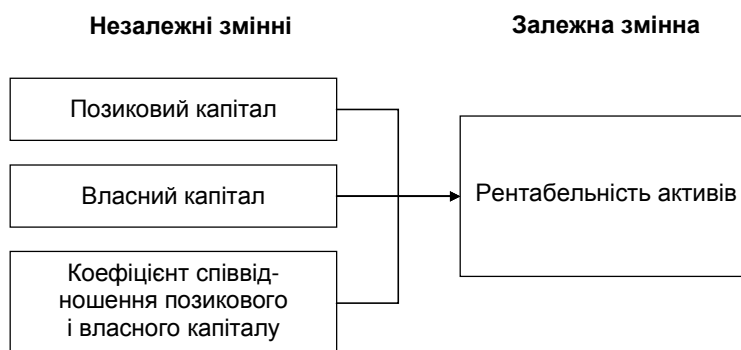 Незалежні змінні
Залежна змінна
Позиковий капітал
Власний капітал
Рентабельність активів
Коефіцієнт співвід-
ношення позикового
і власного капіталу